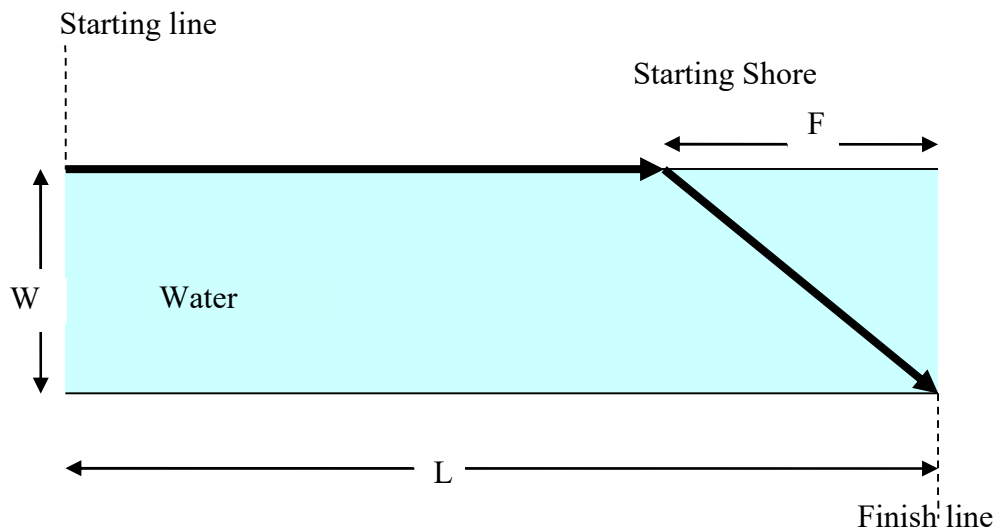 Starting line
Starting Shore
F
W
Water
L
Finish line